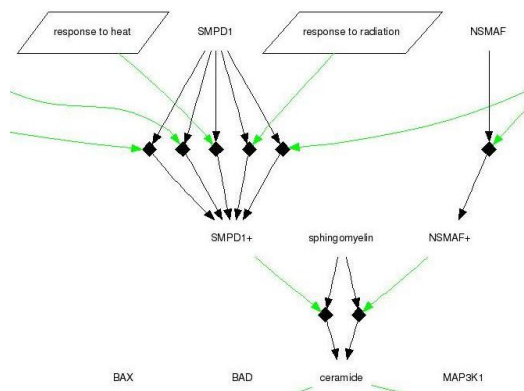 response to heat
SMPD1
response to radiation
NSMAF
SMPD1+
sphingomyelin
NSMAF+
BAX
BAD
ceramide
MAP3K1